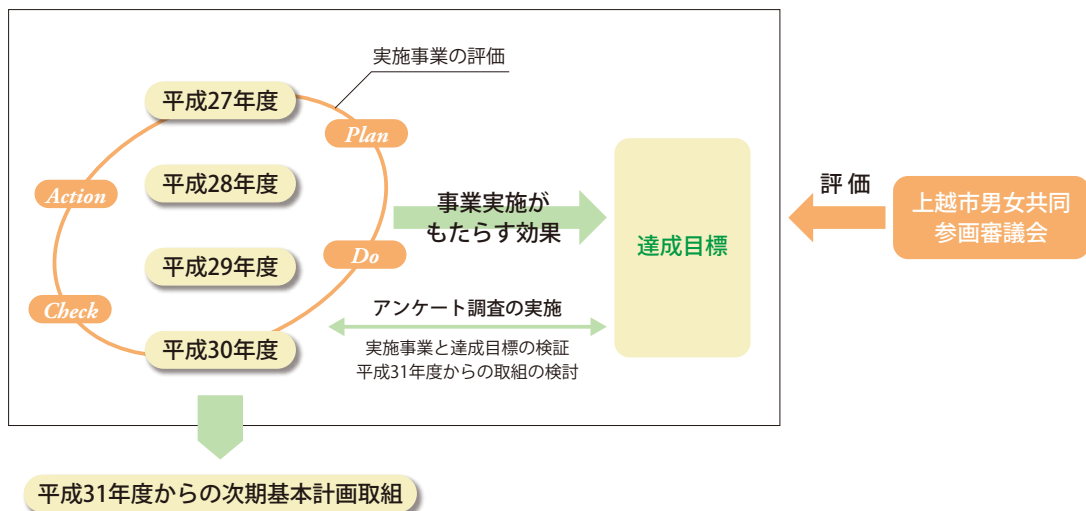 実施事業の評価
平成27年度
Plan
Action
平成28年度
事業実施が
もたらす効果
達成目標
評 価
上越市男女共同
参画審議会
平成29年度
Do
Check
アンケート調査の実施
平成30年度
実施事業と達成目標の検証
平成31年度からの取組の検討
平成31年度からの次期基本計画取組